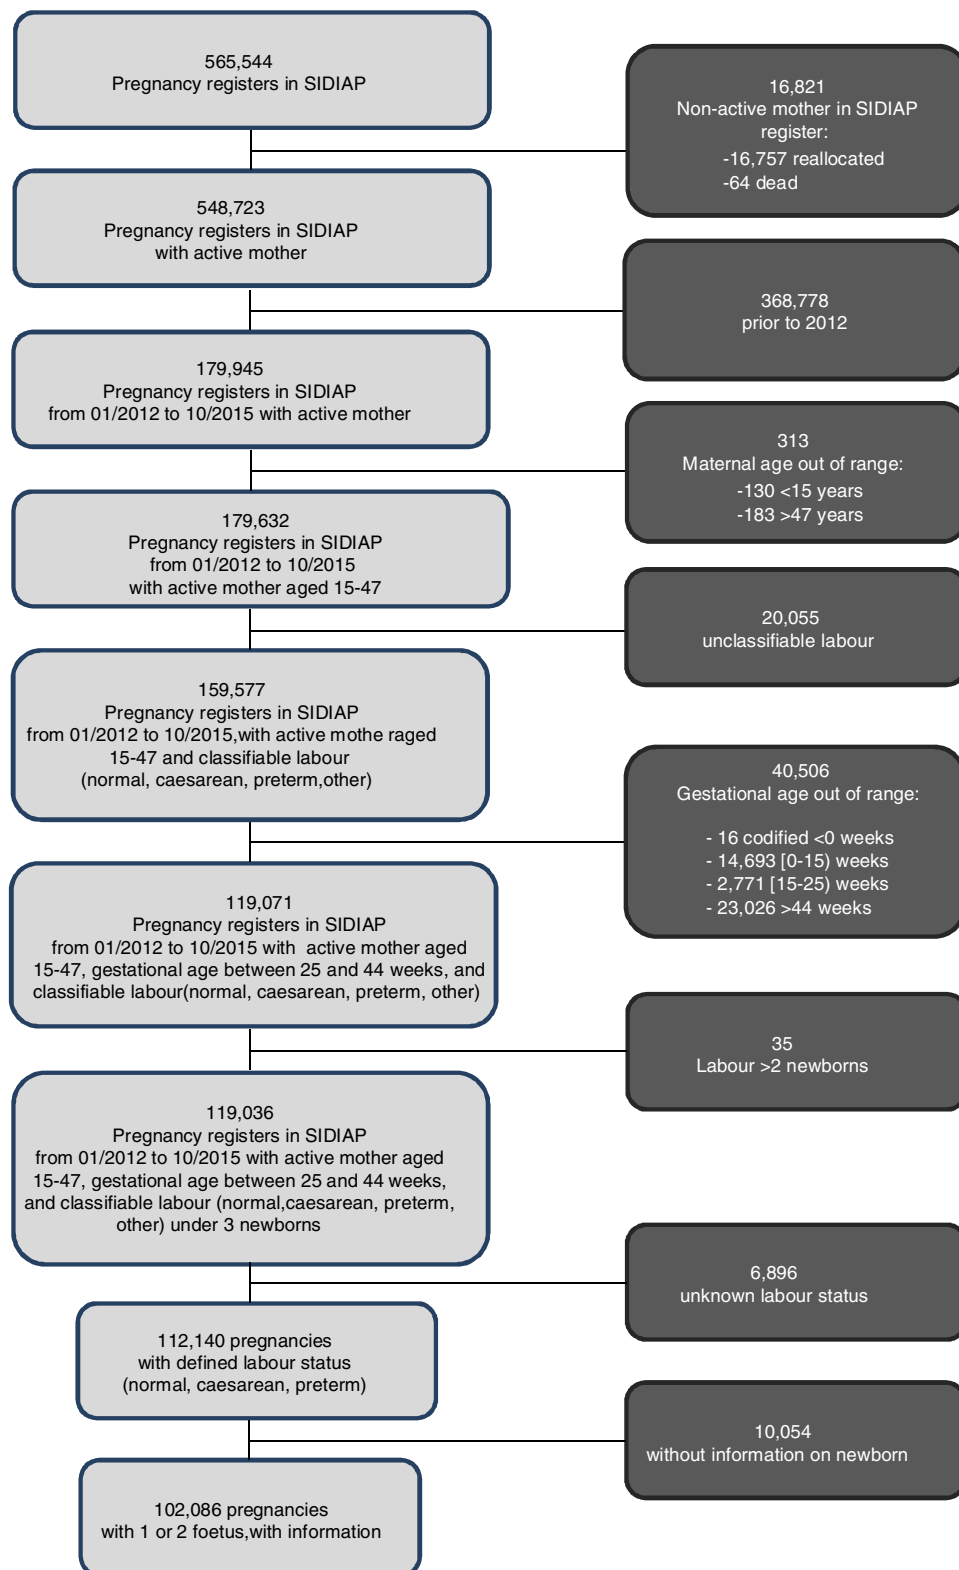 565,544
Pregnancy registers in SIDIAP
16,821
Non-active mother in SIDIAP
register:
-16,757 reallocated
-64 dead
548,723
Pregnancy registers in SIDIAP
with active mother
368,778
prior to 2012
179,945
Pregnancy registers in SIDIAP
from 01/2012 to 10/2015 with active mother
313
Maternal age out of range:
-130 <15 years
-183 >47 years
179,632
Pregnancy registers in SIDIAP
from 01/2012 to 10/2015
with active mother aged 15-47
20,055
unclassifiable labour
159,577
Pregnancy registers in SIDIAP
from 01/2012 to 10/2015,with active mothe raged
15-47 and classifiable labour
(normal, caesarean, preterm,other)
40,506
Gestational age out of range:
- 16 codified <0 weeks
- 14,693 [0-15) weeks
- 2,771 [15-25) weeks
- 23,026 >44 weeks
119,071
Pregnancy registers in SIDIAP
from 01/2012 to 10/2015 with active mother aged
15-47, gestational age between 25 and 44 weeks, and
classifiable labour(normal, caesarean, preterm, other)
35
Labour >2 newborns
119,036
Pregnancy registers in SIDIAP
from 01/2012 to 10/2015 with active mother aged
15-47, gestational age between 25 and 44 weeks,
and classifiable labour (normal,caesarean, preterm,
other) under 3 newborns
6,896
unknown labour status
112,140 pregnancies
with defined labour status
(normal, caesarean, preterm)
10,054
without information on newborn
102,086 pregnancies
with 1 or 2 foetus,with information